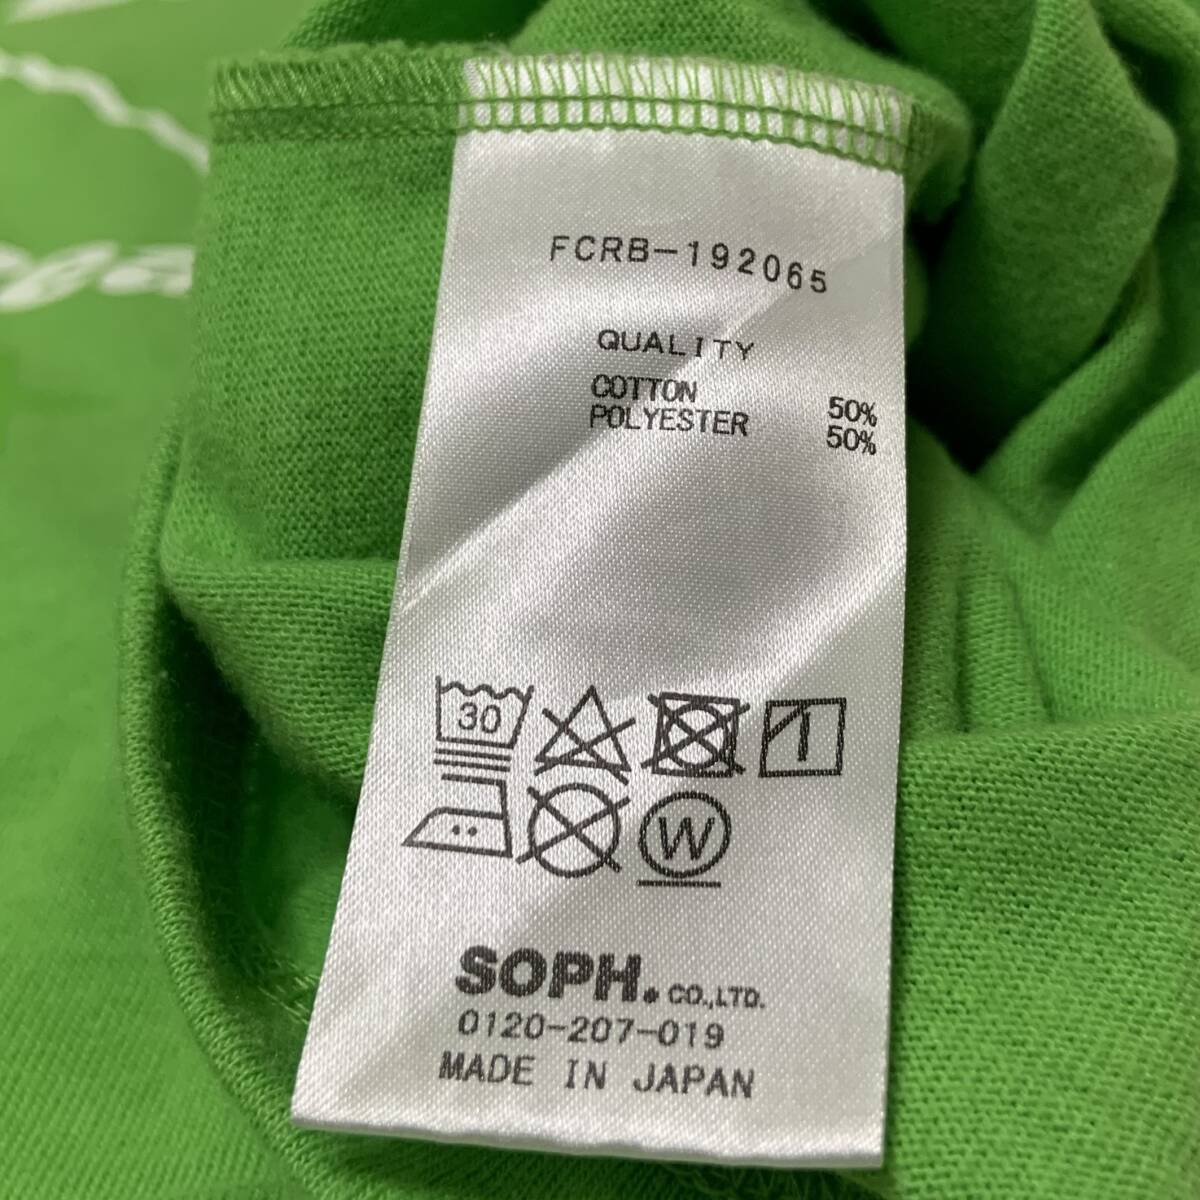 FCRB-192065
QUALITY
COTTON 50%
POLYESTER 50%
30
W
SOPH. CO.,LTD.
0120-207-019
MADE IN JAPAN